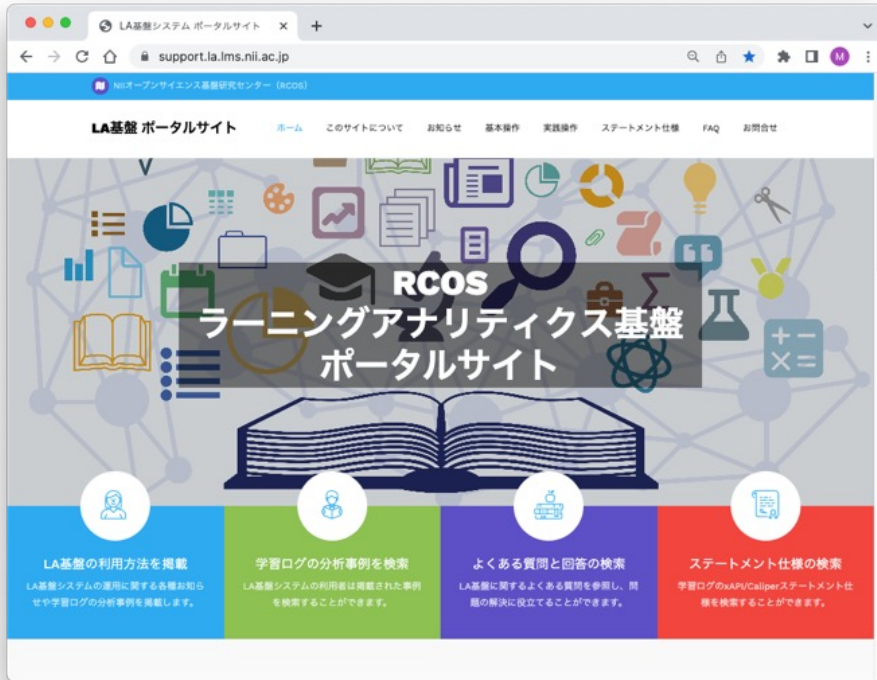 LA基盤システム ポータルサイト
support.la.lms.nii.ac.jp
M
NIIオープンサイエンス基盤研究センター（RCOS）
LA基盤 ポータルサイト ホーム このサイトについて お知らせ 基本操作 実践操作 ステートメント仕様 FAQ お問合せ
RCOS
ラーニングアナリティクス基盤
ポータルサイト
LA基盤の利用方法を掲載
LA基盤システムの運用に関する各種お知ら
せや学習ログの分析事例を掲載します。
学習ログの分析事例を検索
LA基盤システムの利用者は掲載された事例
を検索することができます。
よくある質問と回答の検索
LA基盤に関するよくある質問を参照し、問
題の解決に役立てることができます。
ステートメント仕様の検索
学習ログのxAPI/Caliperステートメント仕
様を検索することができます。